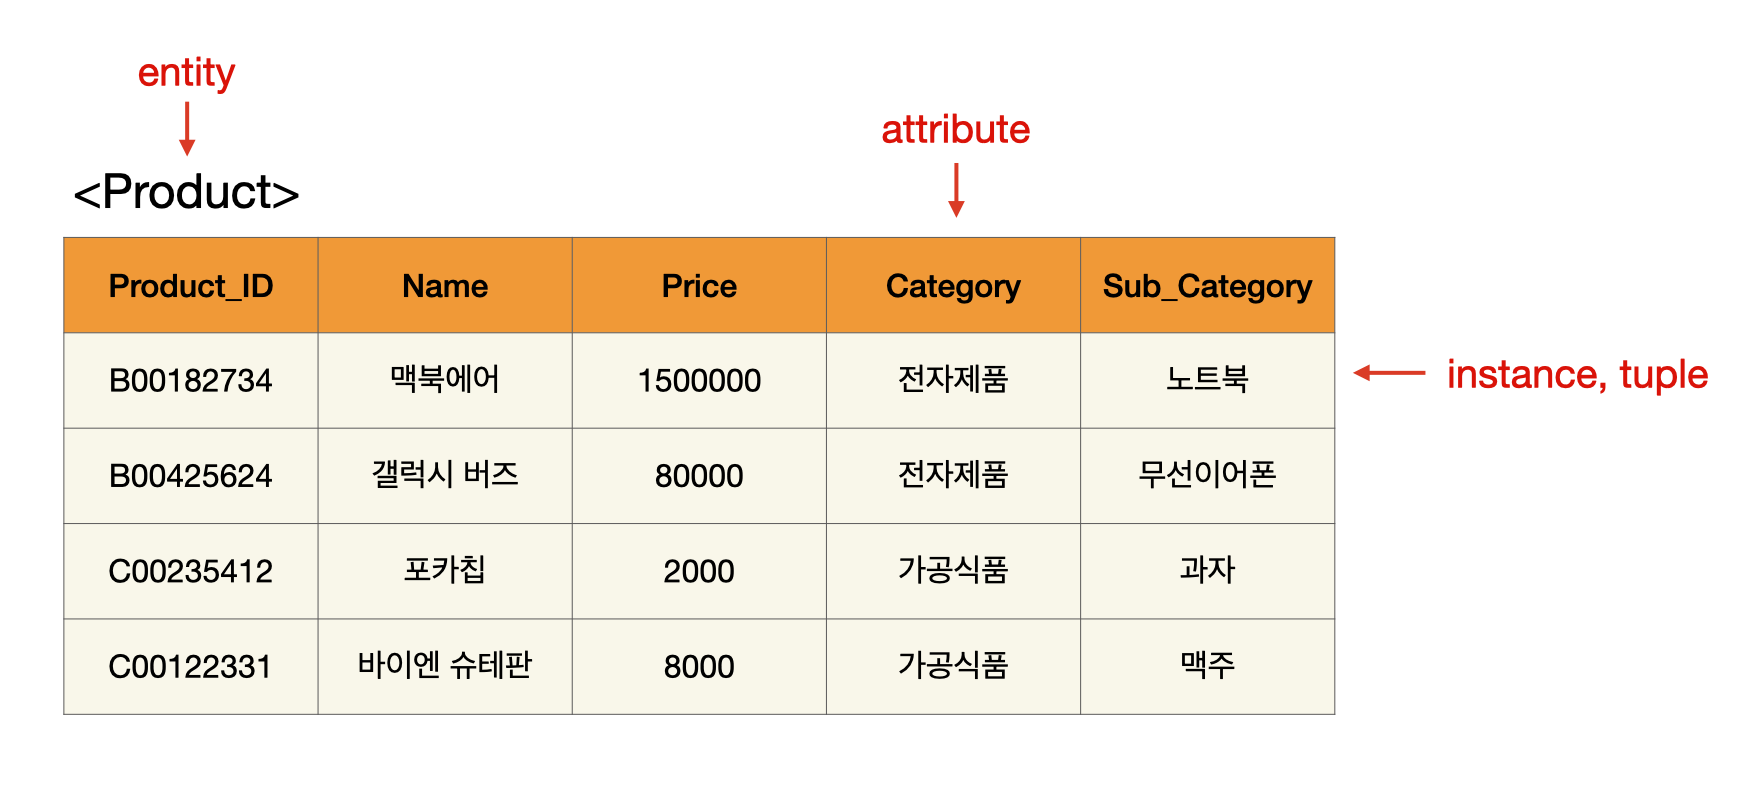 entity
attribute
<Product>
Product_ID Name Price Category Sub_Category
B00182734 맥북에어 1500000 전자제품 노트북 instance, tuple
B00425624 갤럭시 버즈 80000 전자제품 무선이어폰
C00235412 포카칩 2000 가공식품 과자
C00122331 바이엔 슈테판 8000 가공식품 맥주